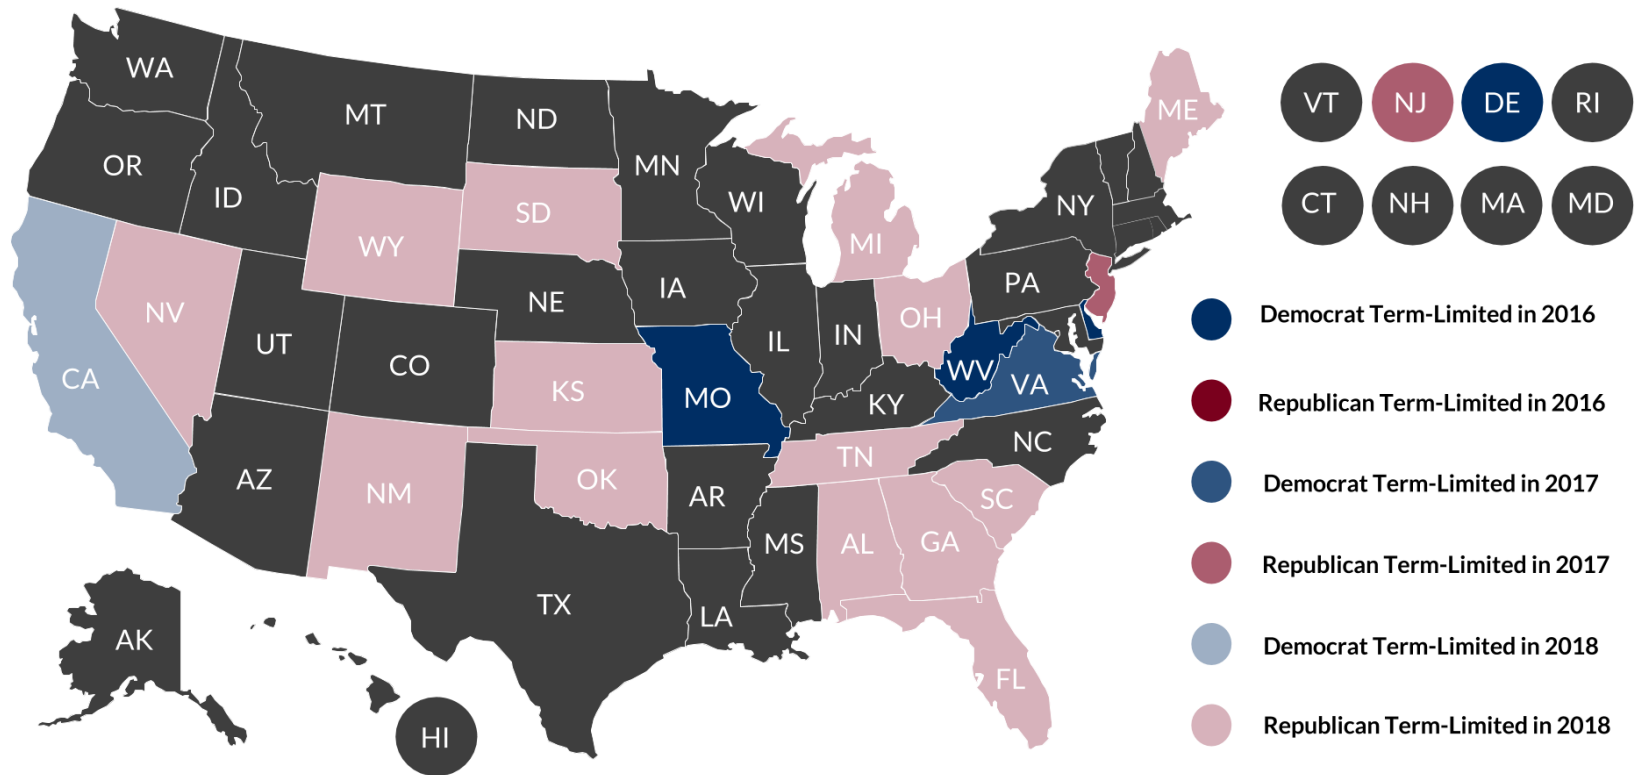 WA
MT
ND
MN
OR
ID
SD
WI
WY
MI
NY
ME
VT
NJ
DE
RI
CT
NH
MA
MD
NV
NE
IA
PA
CA
UT
CO
KS
MO
IL
IN
OH
WV
VA
KY
AZ
NM
OK
AR
TN
NC
SC
MS
AL
GA
TX
LA
FL
AK
HI
Democrat Term-Limited in 2016
Republican Term-Limited in 2016
Democrat Term-Limited in 2017
Republican Term-Limited in 2017
Democrat Term-Limited in 2018
Republican Term-Limited in 2018